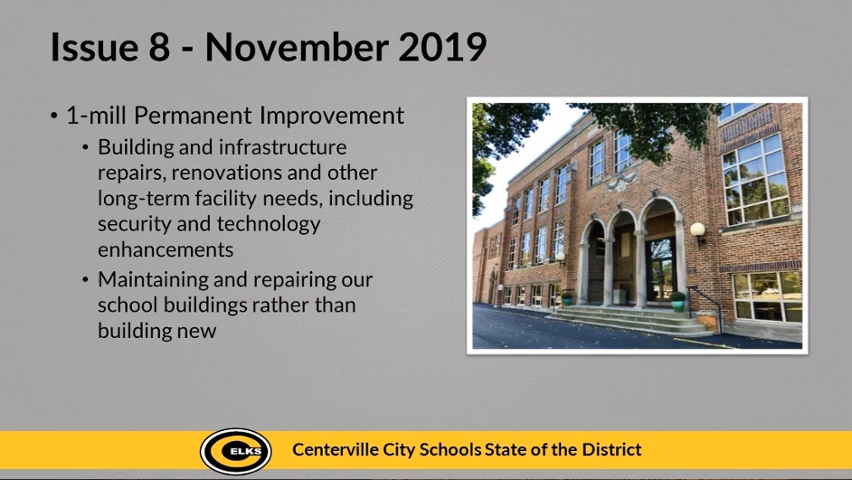 Issue 8 - November 2019
• 1-mill Permanent Improvement
• Building and infrastructure
repairs, renovations and other
long-term facility needs, including
security and technology
enhancements
• Maintaining and repairing our
school buildings rather than
building new
ELKS
Centerville City Schools State of the District